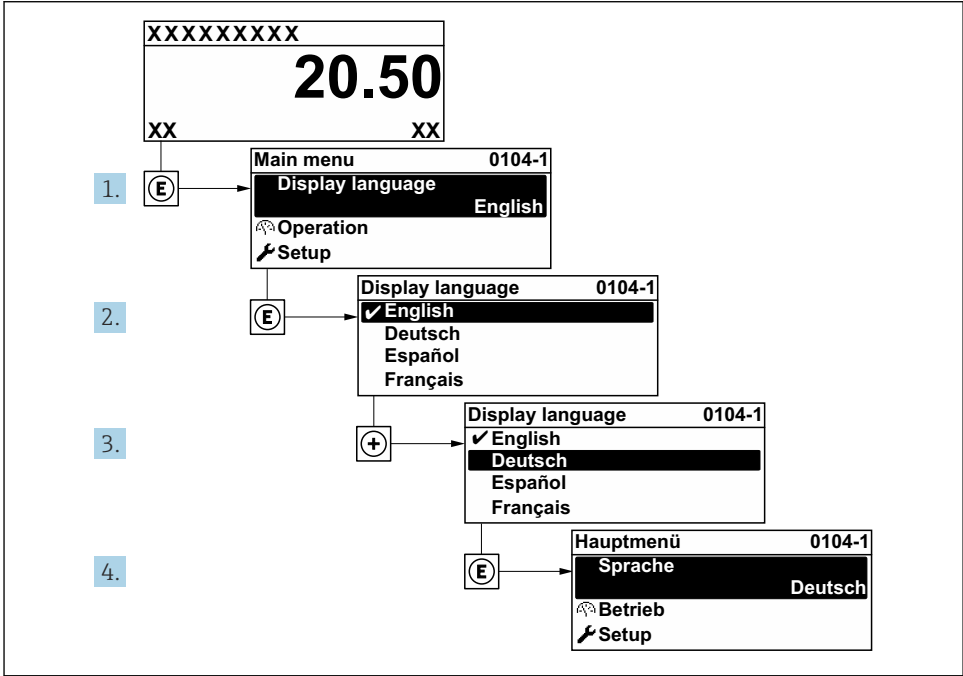 XXXXXXXXX
20.50
XX XX
1.
E
Main menu 0104-1
Display language
English
Operation
Setup
2.
E
Display language 0104-1
✔English
Deutsch
Español
Français
3.
+
Display language 0104-1
✔English
Deutsch
Español
Français
4.
E
Hauptmenü 0104-1
Sprache
Deutsch
Betrieb
Setup